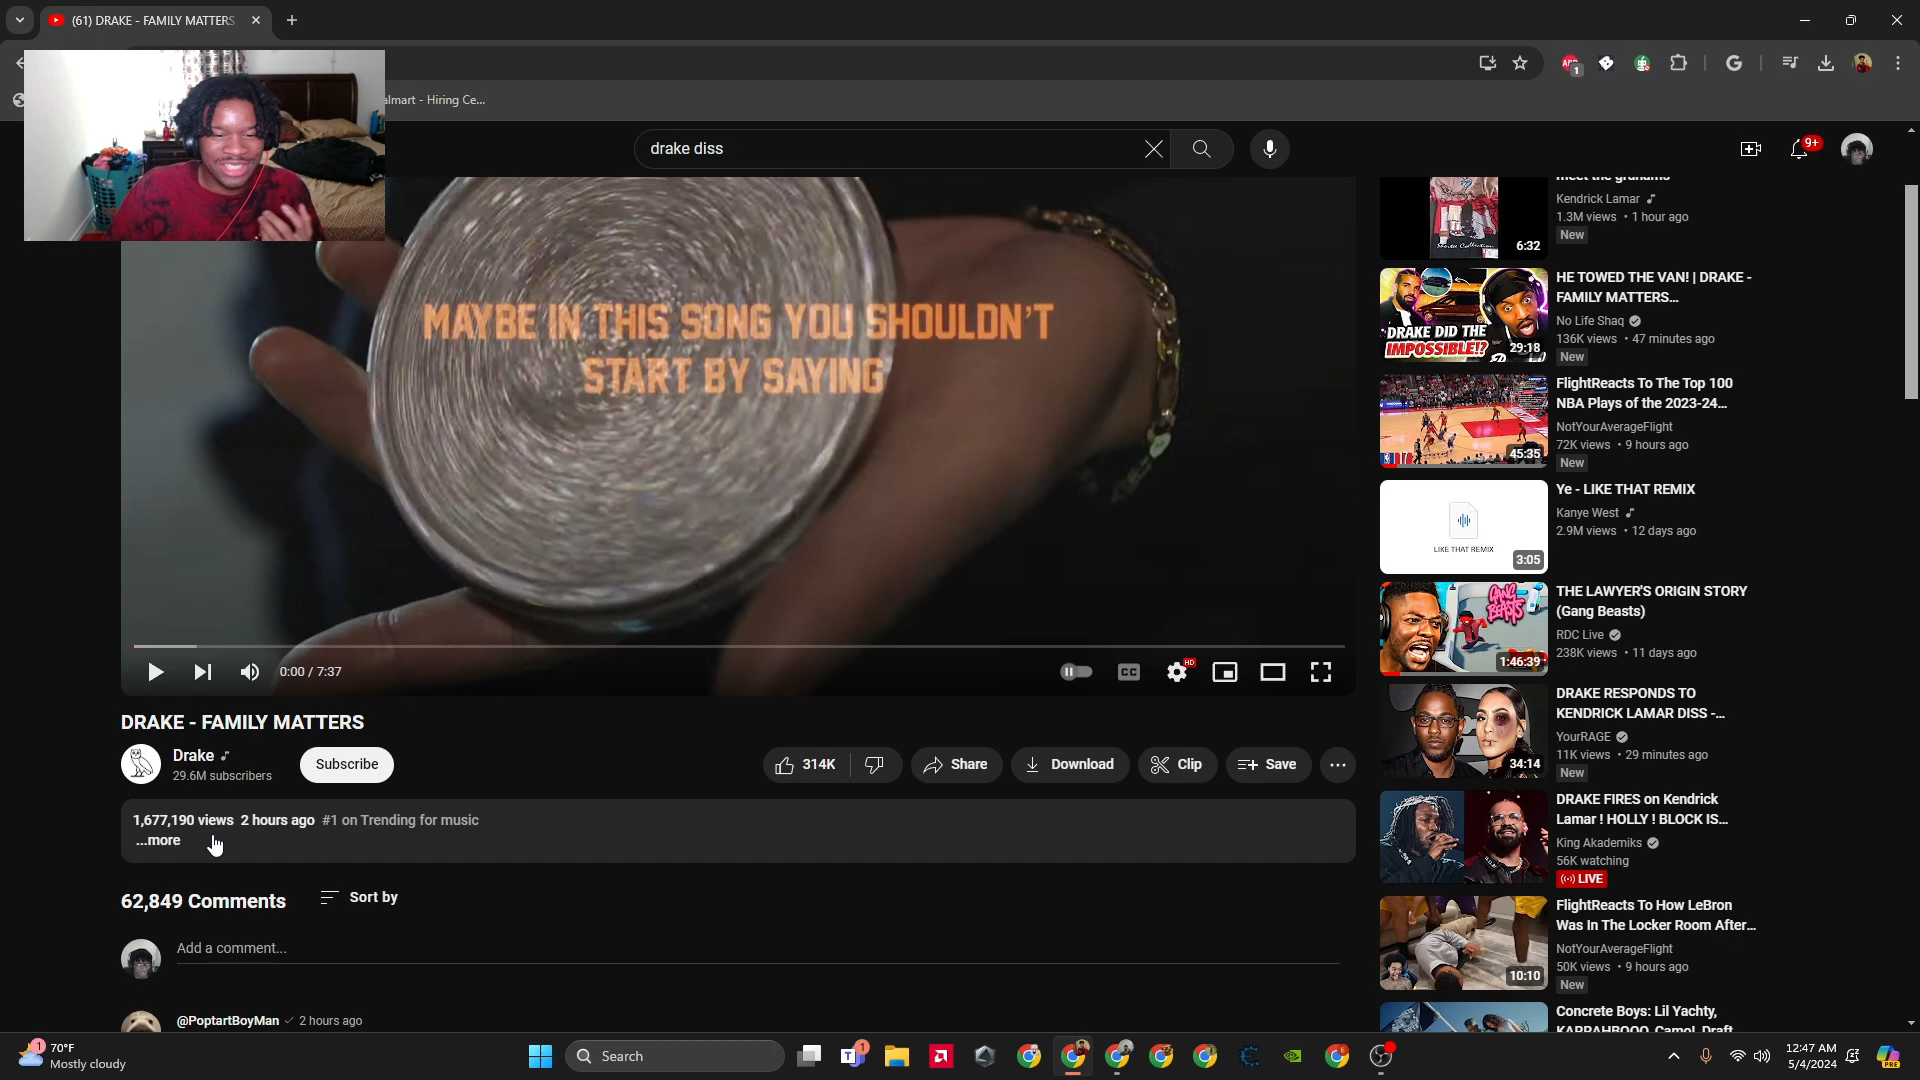 (61) DRAKE - FAMILY MATTERS
almart - Hiring Ce...
drake diss
9+
1
MAYBE IN THIS SONG YOU SHOULDN'T
START BY SAYING
0:00 / 7:37
CC
HD
DRAKE - FAMILY MATTERS
Drake
29.6M subscribers
Subscribe
314K
Share
Download
Clip
Save
1,677,190 views 2 hours ago #1 on Trending for music
...more
62,849 Comments
Sort by
Add a comment...
@PoptartBoyMan 2 hours ago
meet the grahams
Kendrick Lamar
1.3M views • 1 hour ago
New
6:32
HE TOWED THE VAN! | DRAKE -
FAMILY MATTERS...
No Life Shaq
136K views • 47 minutes ago
New
DRAKE DID THE
IMPOSSIBLE!?
29:18
FlightReacts To The Top 100
NBA Plays of the 2023-24...
NotYourAverageFlight
72K views • 9 hours ago
New
45:35
Ye - LIKE THAT REMIX
Kanye West
2.9M views • 12 days ago
LIKE THAT REMIX
3:05
THE LAWYER'S ORIGIN STORY
(Gang Beasts)
RDC Live
238K views • 11 days ago
GANG
BEASTS
1:46:39
DRAKE RESPONDS TO
KENDRICK LAMAR DISS -...
YourRAGE
11K views • 29 minutes ago
New
34:14
DRAKE FIRES on Kendrick
Lamar ! HOLLY ! BLOCK IS...
King Akademiks
56K watching
LIVE
FlightReacts To How LeBron
Was In The Locker Room After...
NotYourAverageFlight
50K views • 9 hours ago
New
10:10
Concrete Boys: Lil Yachty,
1
70°F
Mostly cloudy
Search
1
12:47 AM
5/4/2024
PRE